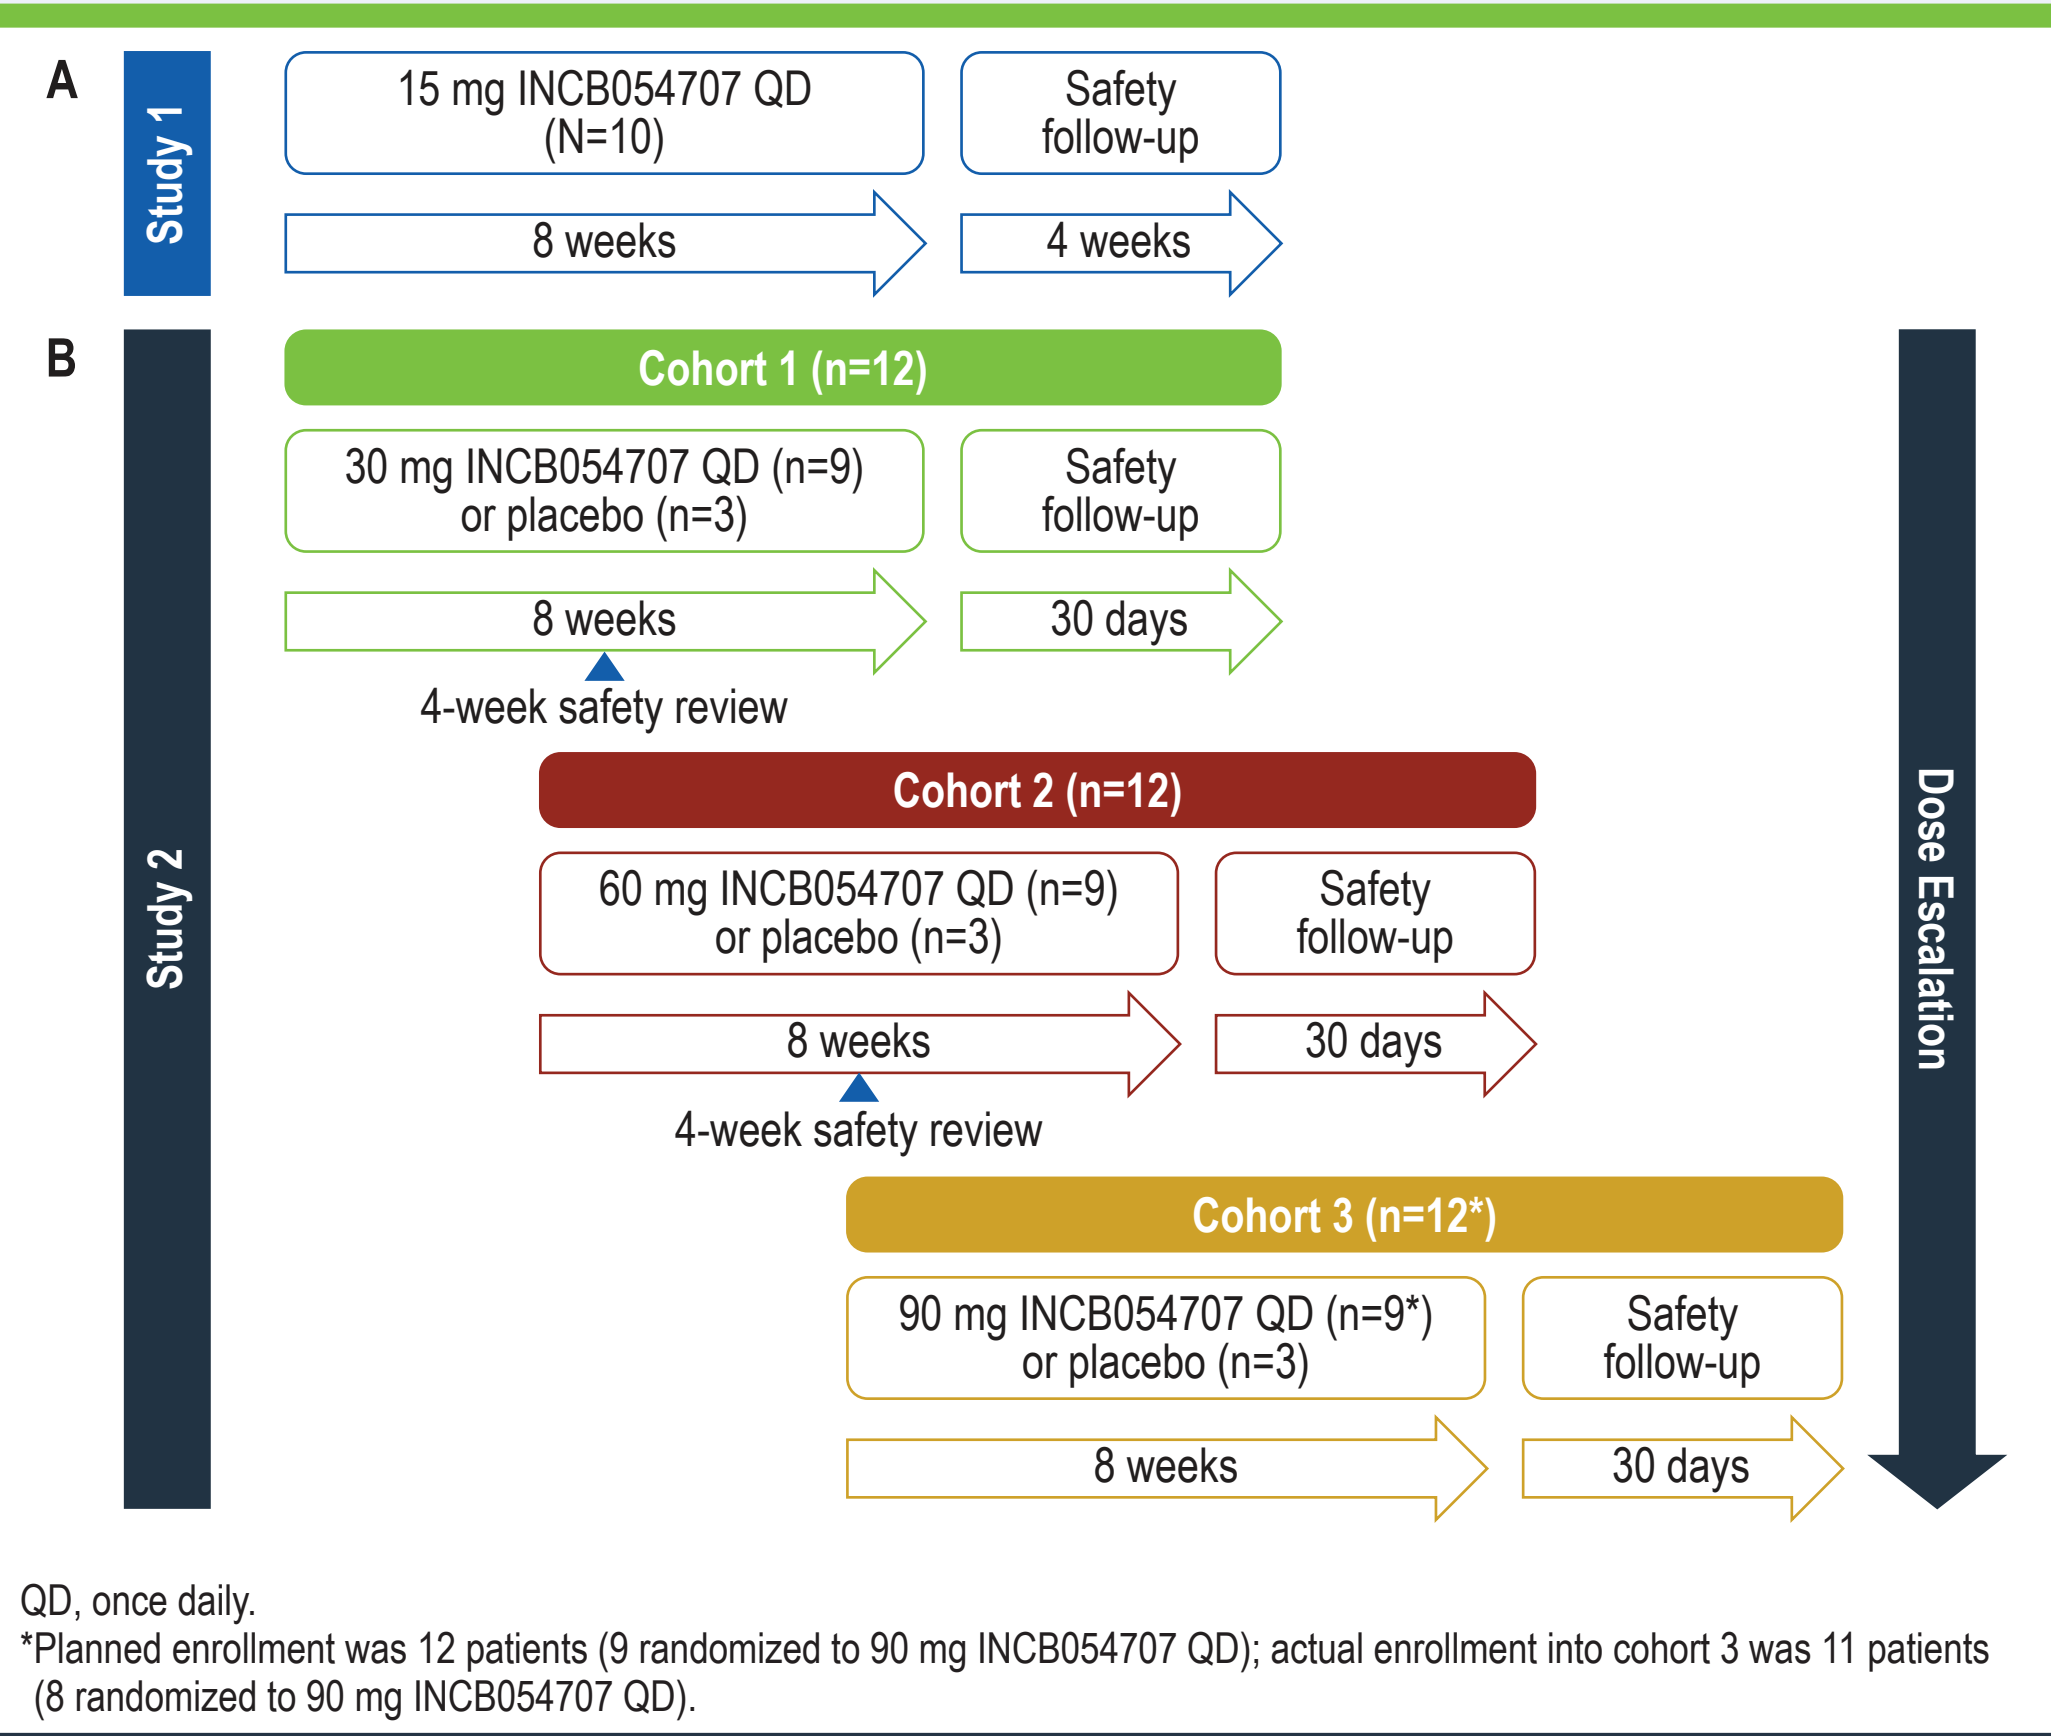 A
Study 1
15 mg INCB054707 QD
(N=10)
Safety
follow-up
8 weeks
4 weeks
B
Study 2
Cohort 1 (n=12)
30 mg INCB054707 QD (n=9)
or placebo (n=3)
Safety
follow-up
8 weeks
30 days
4-week safety review
Cohort 2 (n=12)
60 mg INCB054707 QD (n=9)
or placebo (n=3)
Safety
follow-up
8 weeks
30 days
4-week safety review
Cohort 3 (n=12*)
90 mg INCB054707 QD (n=9*)
or placebo (n=3)
Safety
follow-up
8 weeks
30 days
Dose Escalation
QD, once daily.
*Planned enrollment was 12 patients (9 randomized to 90 mg INCB054707 QD); actual enrollment into cohort 3 was 11 patients
(8 randomized to 90 mg INCB054707 QD).